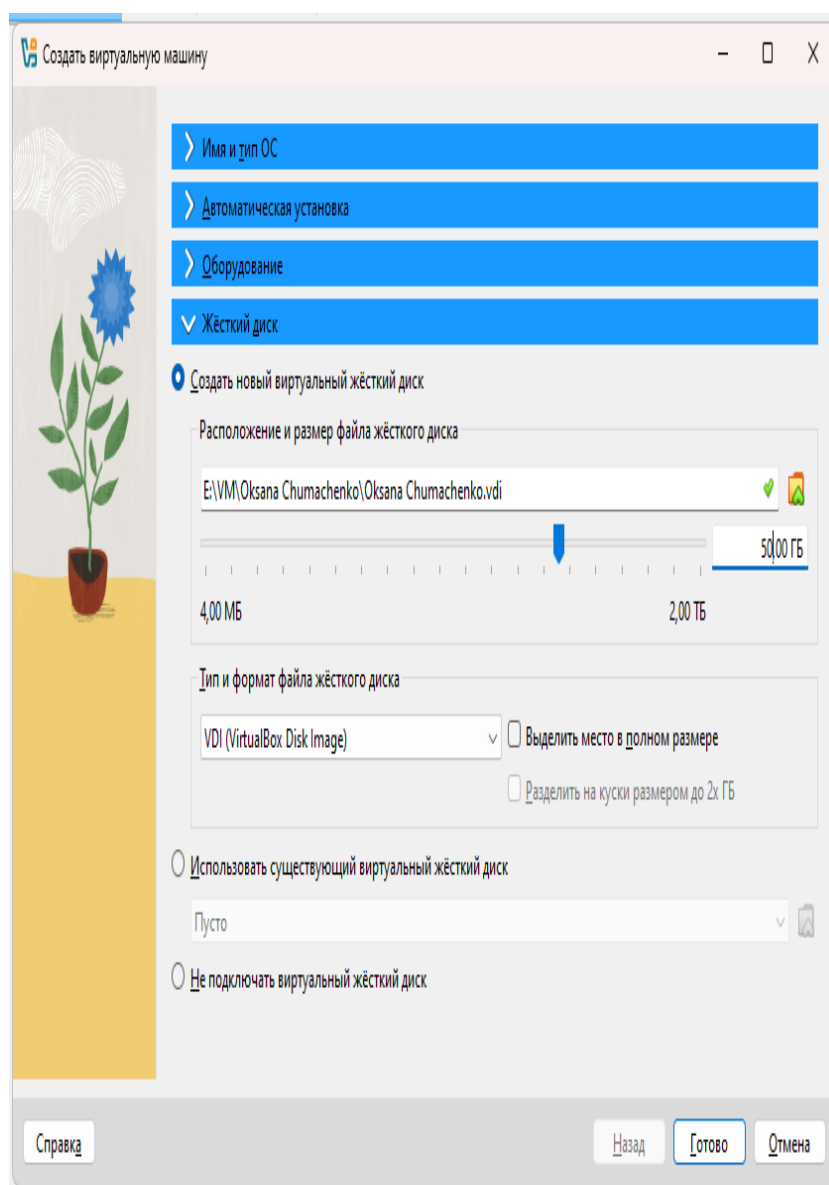 Создать виртуальную машину
Имя и тип ОС
Автоматическая установка
Оборудование
Жёсткий диск
Создать новый виртуальный жёсткий диск
Расположение и размер файла жёсткого диска
E:\VM\Oksana Chumachenko\Oksana Chumachenko.vdi
50,00 ГБ
4,00 МБ 2,00 ТБ
Тип и формат файла жёсткого диска
VDI (VirtualBox Disk Image) Выделить место в полном размере
Разделить на куски размером до 2х ГБ
Использовать существующий виртуальный жёсткий диск
Пусто
Не подключать виртуальный жёсткий диск
Справка Назад Готово Отмена